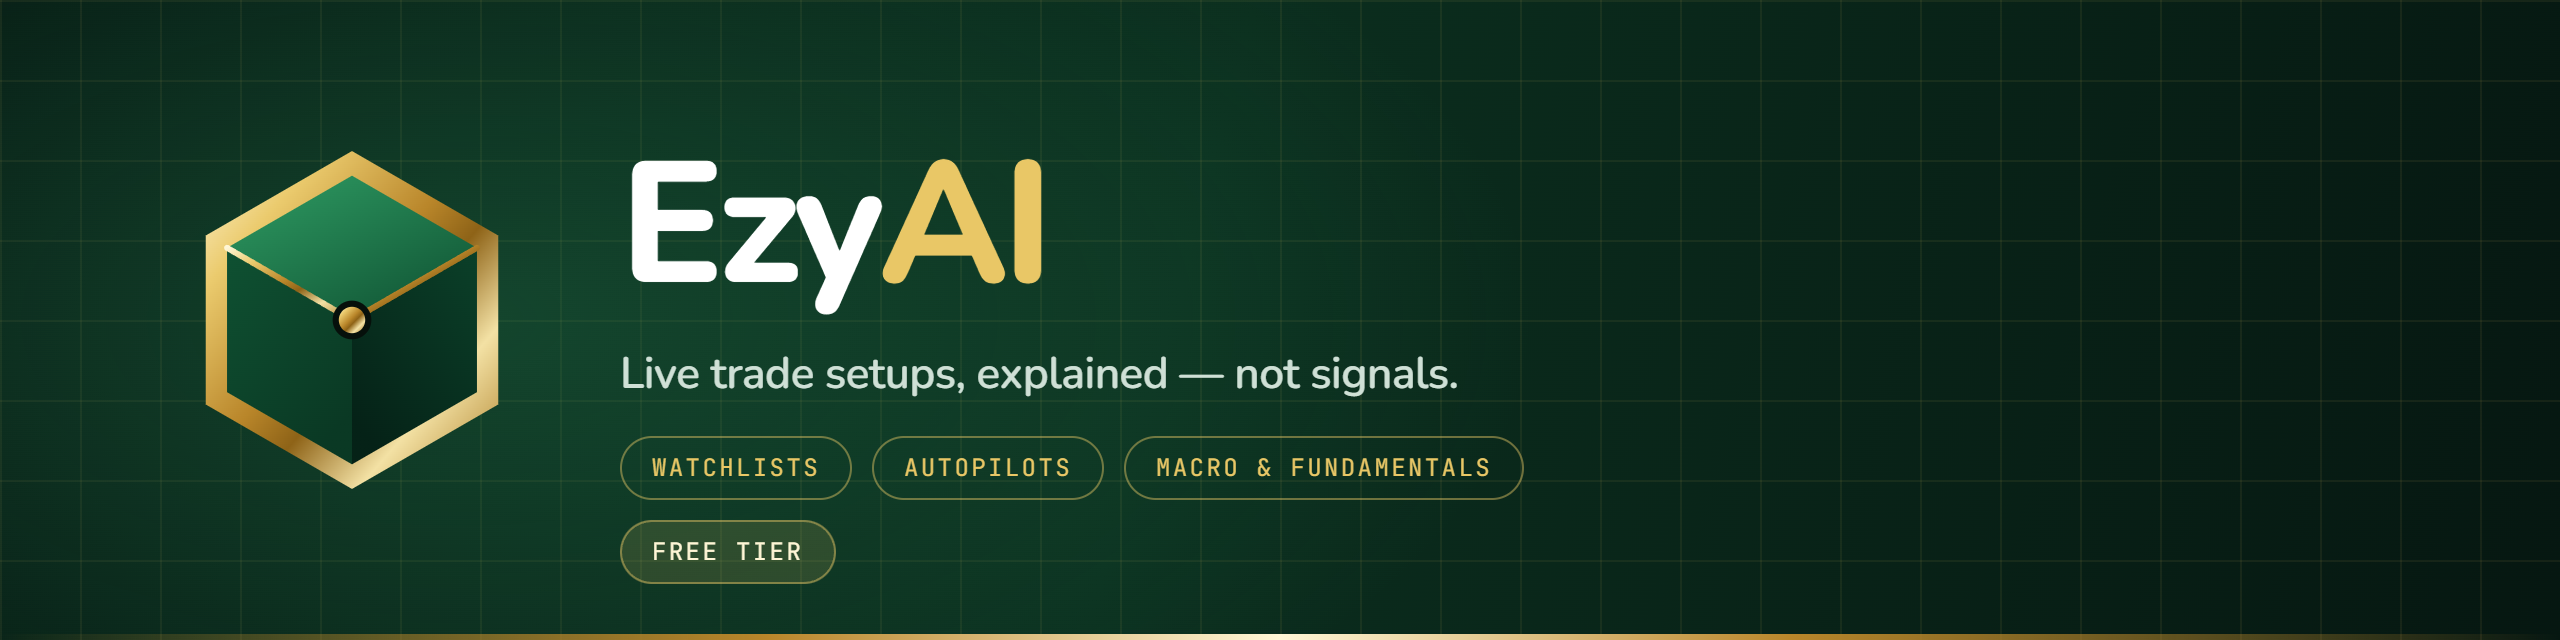 EzyAI
Live trade setups, explained — not signals.
WATCHLISTS AUTOPILOTS MACRO & FUNDAMENTALS
FREE TIER